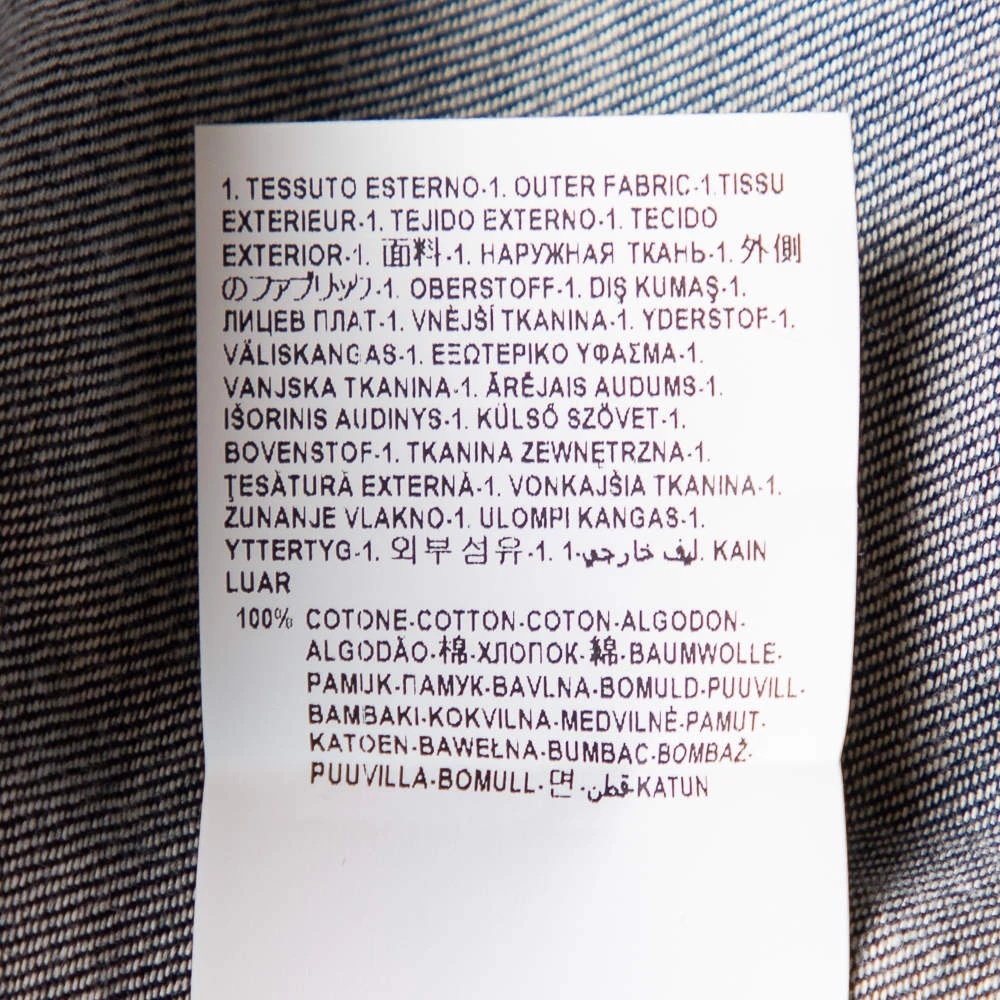 1. TESSUTO ESTERNO-1. OUTER FABRIC-1.TISSU
EXTERIEUR-1. TEJIDO EXTERNO-1. TECIDO
EXTERIOR-1. 面料-1. НАРУЖНАЯ ТКАНЬ-1. 外側
のファブリック-1. OBERSTOFF-1. DIŞ KUMAŞ-1.
ЛИЦЕВ ПЛАТ-1. VNĚJŠÍ TKANINA-1. YDERSTOF-1.
VÄLISKANGAS-1. ΕΞΩΤΕΡΙΚΟ ΥΦΑΣΜΑ-1.
VANJSKA TKANINA-1. ĀRĒJAIS AUDUMS-1.
IŠORINIS AUDINYS-1. KÜLSŐ SZÖVET-1.
BOVENSTOF-1. TKANINA ZEWNĘTRZNA-1.
ŢESĂTURĂ EXTERNĂ-1. VONKAJŠIA TKANINA-1.
ZUNANJE VLAKNO-1. ULOMPI KANGAS-1.
YTTERTYG-1. 외부섬유-1. ليف خارجي-1. KAIN
LUAR
100% COTONE-COTTON-COTON-ALGODON-
ALGODÃO-棉-ХЛОПОК-綿-BAUMWOLLE-
PAMUK-ПАМУК-BAVLNA-BOMULD-PUUVILL-
BAMBAKI-KOKVILNA-MEDVILNĖ-PAMUT-
KATOEN-BAWEŁNA-BUMBAC-BOMBAŽ-
PUUVILLA-BOMULL-면-قطن-KATUN